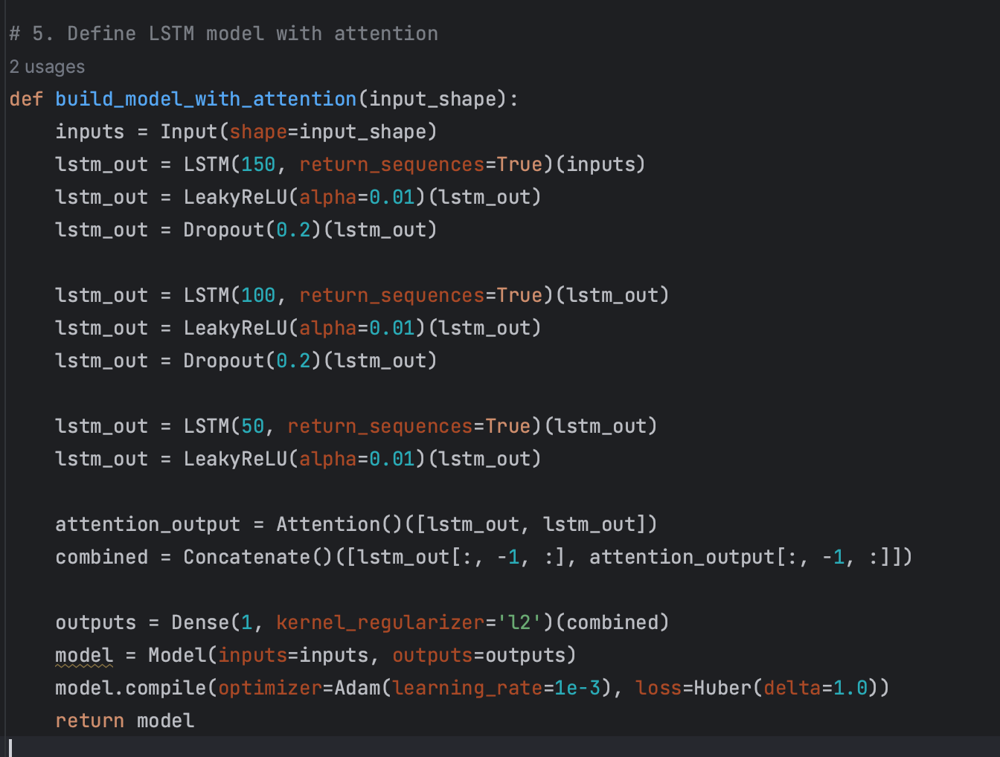 # 5. Define LSTM model with attention
2 usages
def build_model_with_attention(input_shape):
    inputs = Input(shape=input_shape)
    lstm_out = LSTM(150, return_sequences=True)(inputs)
    lstm_out = LeakyReLU(alpha=0.01)(lstm_out)
    lstm_out = Dropout(0.2)(lstm_out)

    lstm_out = LSTM(100, return_sequences=True)(lstm_out)
    lstm_out = LeakyReLU(alpha=0.01)(lstm_out)
    lstm_out = Dropout(0.2)(lstm_out)

    lstm_out = LSTM(50, return_sequences=True)(lstm_out)
    lstm_out = LeakyReLU(alpha=0.01)(lstm_out)

    attention_output = Attention()([lstm_out, lstm_out])
    combined = Concatenate()([lstm_out[:, -1, :], attention_output[:, -1, :]])

    outputs = Dense(1, kernel_regularizer='l2')(combined)
    model = Model(inputs=inputs, outputs=outputs)
    model.compile(optimizer=Adam(learning_rate=1e-3), loss=Huber(delta=1.0))
    return model